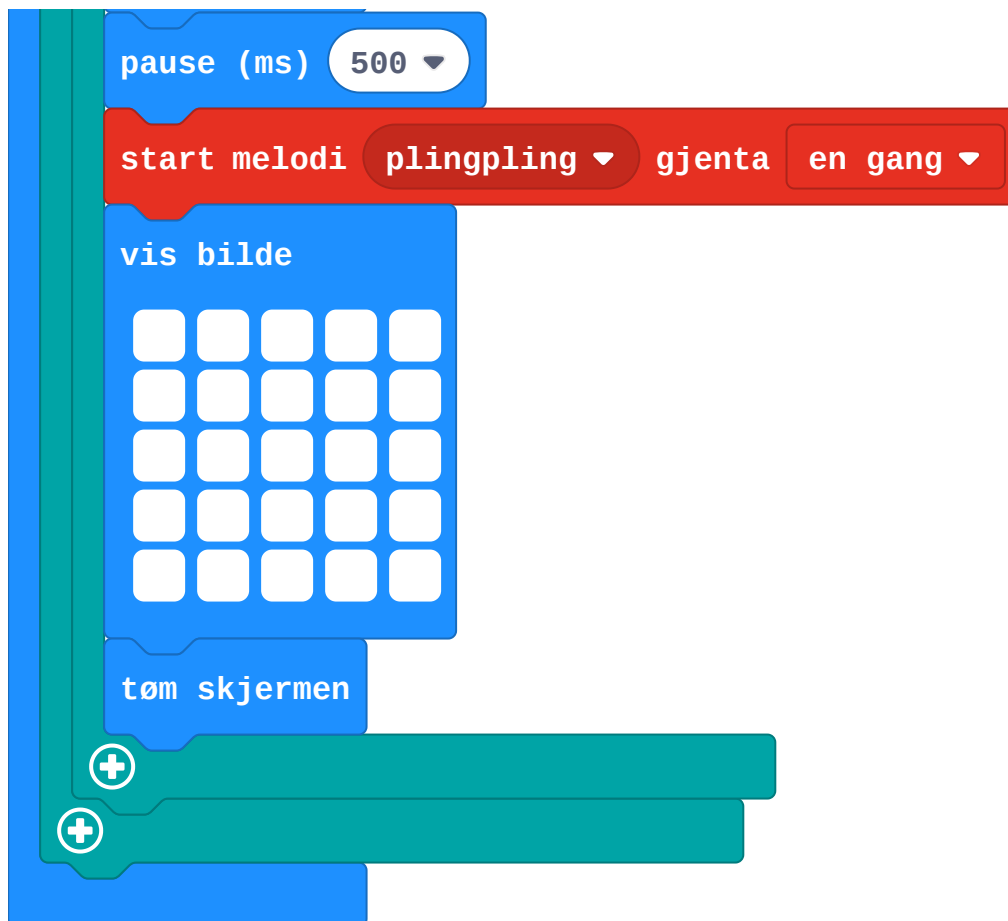 pause (ms) 500
start melodi plingpling gjenta en gang
vis bilde
tøm skjermen